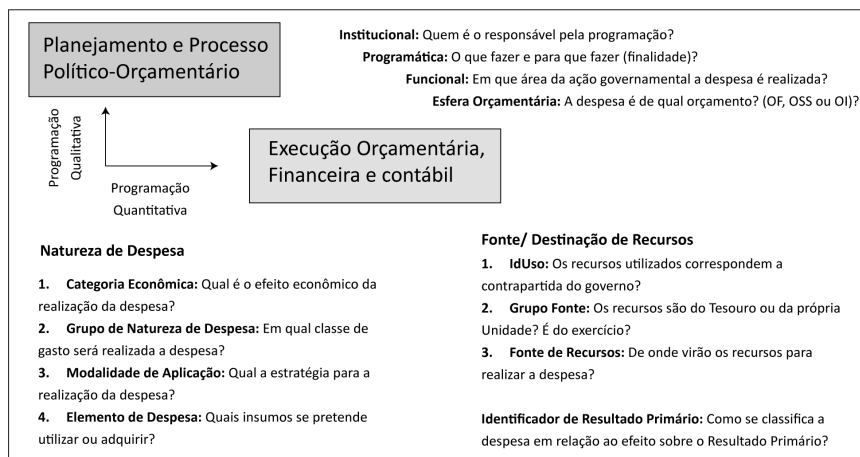 Planejamento e Processo
Político-Orçamentário
Institucional: Quem é o responsável pela programação?
Programática: O que fazer e para que fazer (finalidade)?
Funcional: Em que área da ação governamental a despesa é realizada?
Esfera Orçamentária: A despesa é de qual orçamento? (OF, OSS ou OI)?
Programação
Qualitativa
Programação
Quantitativa
Execução Orçamentária,
Financeira e contábil
Natureza de Despesa
1. Categoria Econômica: Qual é o efeito econômico da
realização da despesa?
2. Grupo de Natureza de Despesa: Em qual classe de
gasto será realizada a despesa?
3. Modalidade de Aplicação: Qual a estratégia para a
realização da despesa?
4. Elemento de Despesa: Quais insumos se pretende
utilizar ou adquirir?
Fonte/ Destinação de Recursos
1. IdUso: Os recursos utilizados correspondem a
contrapartida do governo?
2. Grupo Fonte: Os recursos são do Tesouro ou da própria
Unidade? É do exercício?
3. Fonte de Recursos: De onde virão os recursos para
realizar a despesa?
Identificador de Resultado Primário: Como se classifica a
despesa em relação ao efeito sobre o Resultado Primário?